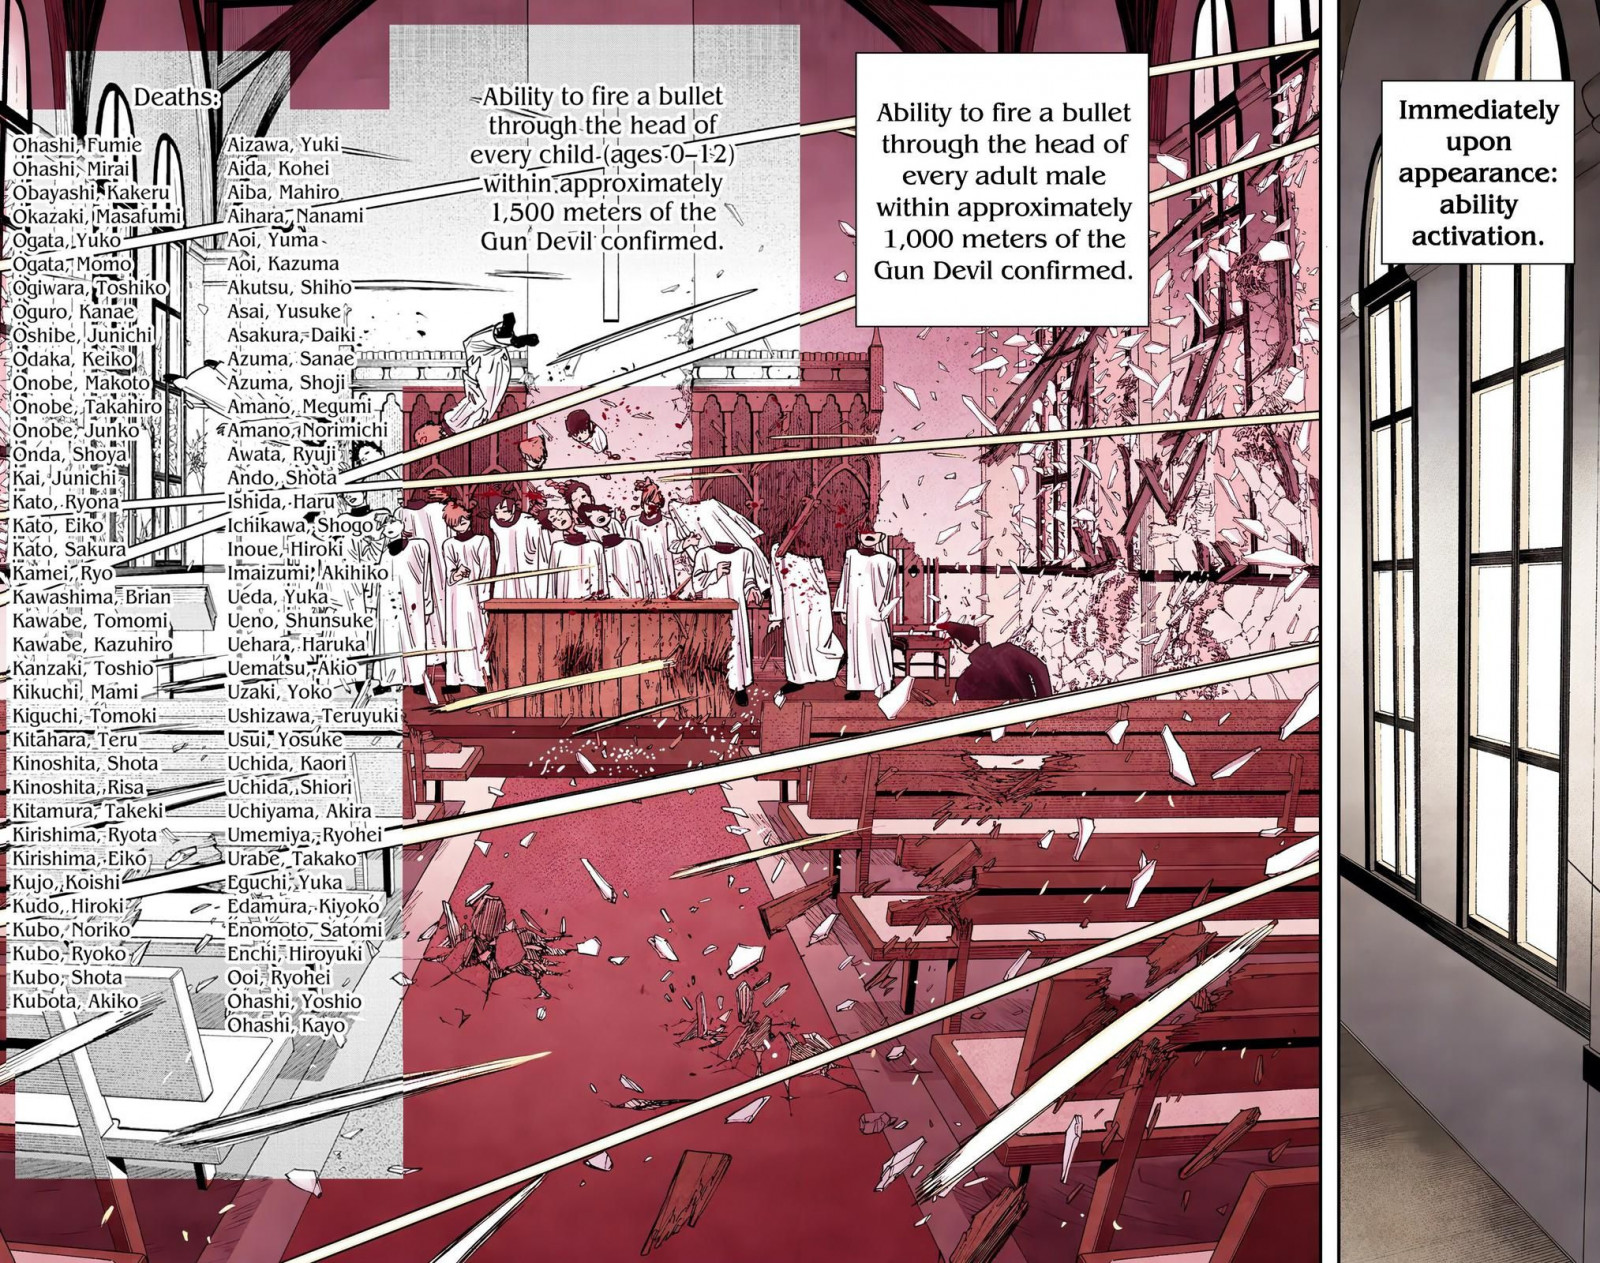 Immediately
upon
appearance:
ability
activation.
Ability to fire a bullet
through the head of
every adult male
within approximately
1,000 meters of the
Gun Devil confirmed.
Ability to fire a bullet
through the head of
every child (ages 0–12)
within approximately
1,500 meters of the
Gun Devil confirmed.
Deaths:
Aizawa, Yuki
Aida, Kohei
Aiba, Mahiro
Aihara, Nanami
Aoi, Yuma
Aoi, Kazuma
Akutsu, Shiho
Asai, Yusuke
Asakura, Daiki
Azuma, Sanae
Azuma, Shoji
Amano, Megumi
Amano, Norimichi
Awata, Ryuji
Ando, Shota
Ishida, Haru
Ichikawa, Shogo
Inoue, Hiroki
Imaizumi, Akihiko
Ueda, Yuka
Ueno, Shunsuke
Uehara, Haruka
Uematsu, Akio
Uzaki, Yoko
Ushizawa, Teruyuki
Usui, Yosuke
Uchida, Kaori
Uchida, Shiori
Uchiyama, Akira
Umemiya, Ryohei
Urabe, Takako
Eguchi, Yuka
Edamura, Kiyoko
Enomoto, Satomi
Enchi, Hiroyuki
Ooi, Ryohei
Ohashi, Yoshio
Ohashi, Kayo
Ohashi, Fumie
Ohashi, Mirai
Obayashi, Kakeru
Okazaki, Masafumi
Ogata, Yuko
Ogata, Momo
Ogiwara, Toshiko
Oguro, Kanae
Oshibe, Junichi
Odaka, Keiko
Onobe, Makoto
Onobe, Takahiro
Onobe, Junko
Onda, Shoya
Kai, Junichi
Kato, Ryona
Kato, Eiko
Kato, Sakura
Kamei, Ryo
Kawashima, Brian
Kawabe, Tomomi
Kawabe, Kazuhiro
Kanzaki, Toshio
Kikuchi, Mami
Kiguchi, Tomoki
Kitahara, Teru
Kinoshita, Shota
Kinoshita, Risa
Kitamura, Takeki
Kirishima, Ryota
Kirishima, Eiko
Kujo, Koishi
Kudo, Hiroki
Kubo, Noriko
Kubo, Ryoko
Kubo, Shota
Kubota, Akiko